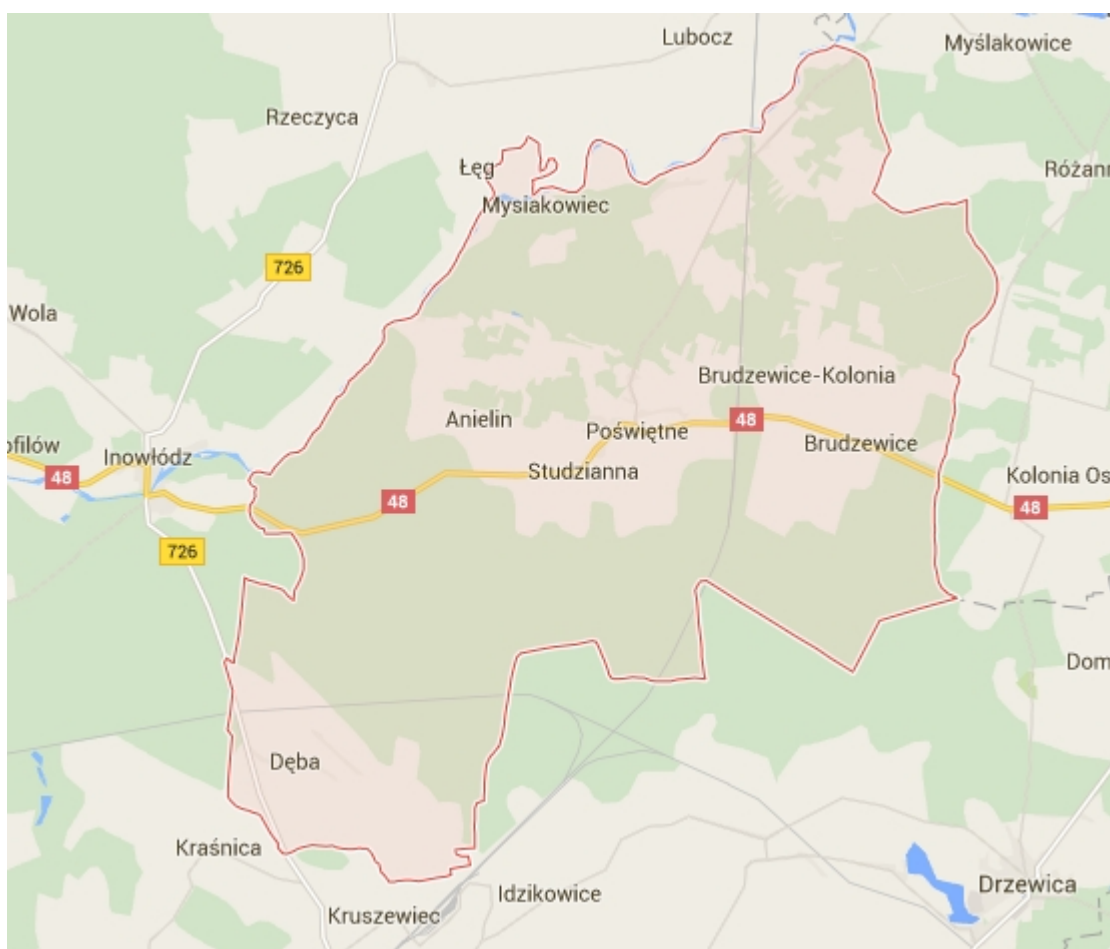 Lubocz
Myślakowice
Rzeczyca
Łęg
Różann
Mysiakowiec
726
Wola
Brudzewice-Kolonia
Anielin
48
Poświętne
Brudzewice
ofilów
Inowłódz
Studzianna
48
Kolonia Os
48
48
726
Dom
Dęba
Kraśnica
Idzikowice
Drzewica
Kruszewiec